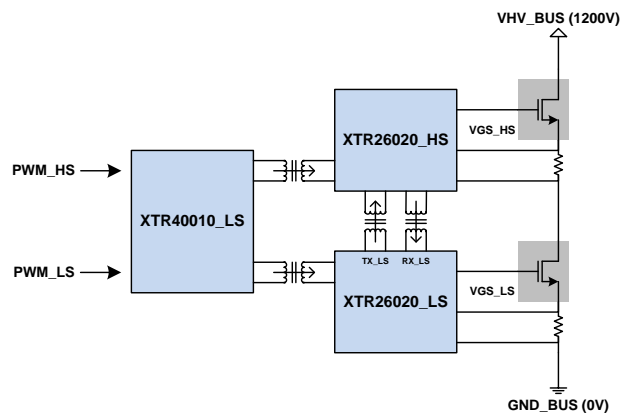 VHV_BUS (1200V)
XTR26020_HS
VGS_HS
PWM_HS
XTR40010_LS
TX_LS
RX_LS
PWM_LS
XTR26020_LS
VGS_LS
GND_BUS (0V)